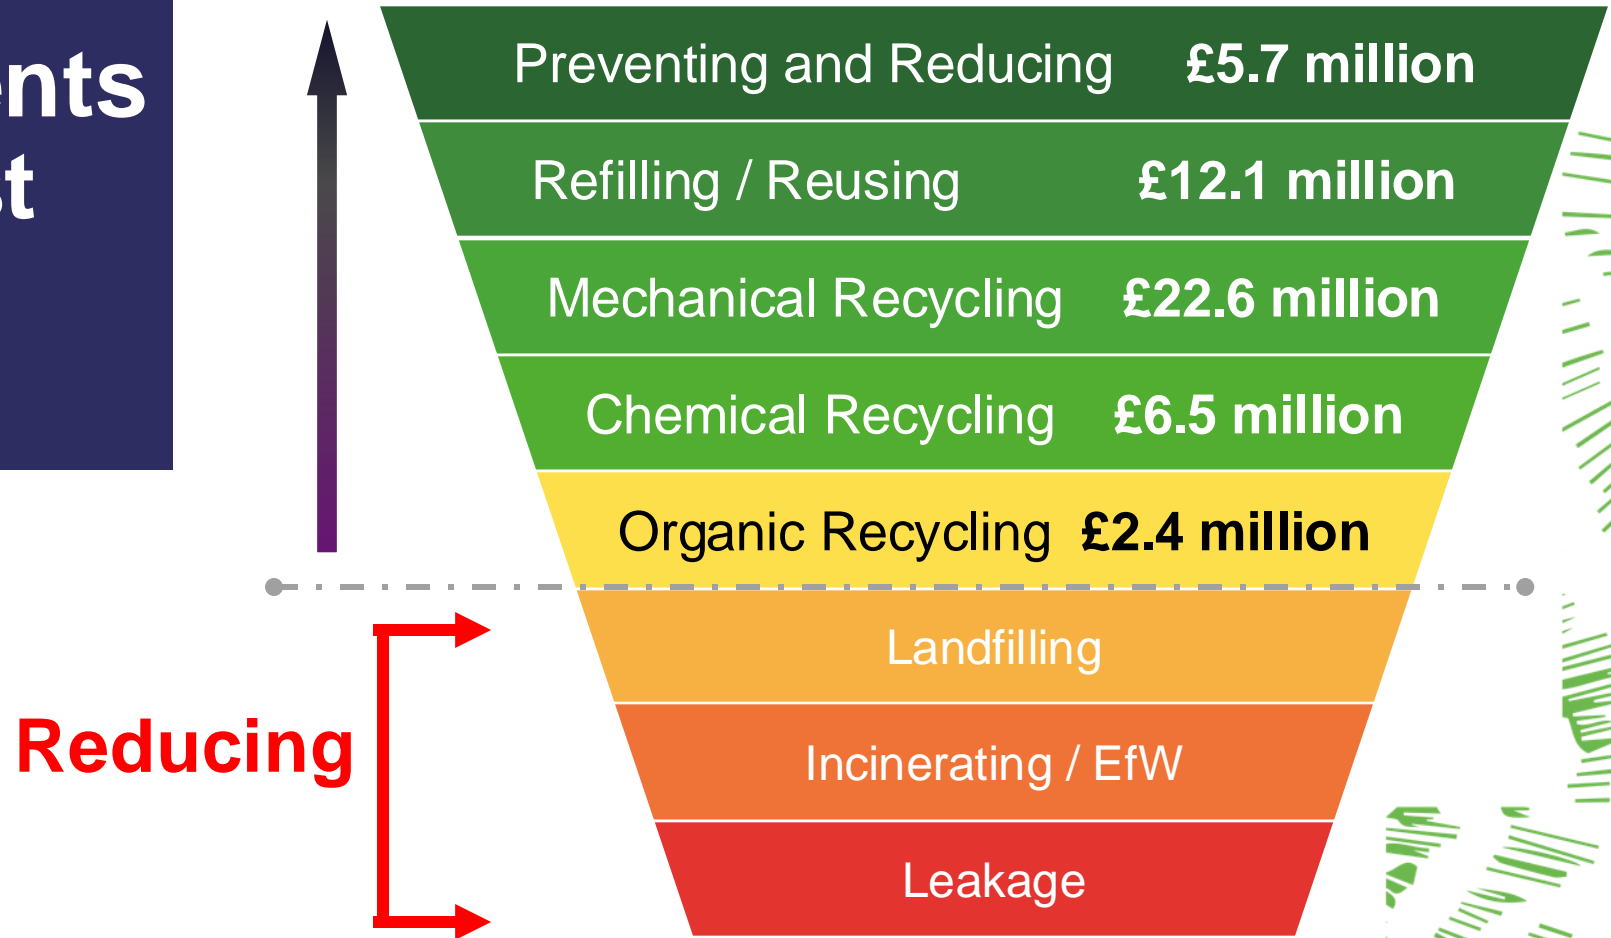 Preventing and Reducing £5.7 million
Refilling / Reusing £12.1 million
Mechanical Recycling £22.6 million
Chemical Recycling £6.5 million
Organic Recycling £2.4 million
Landfilling
Reducing
Incinerating / EfW
Leakage